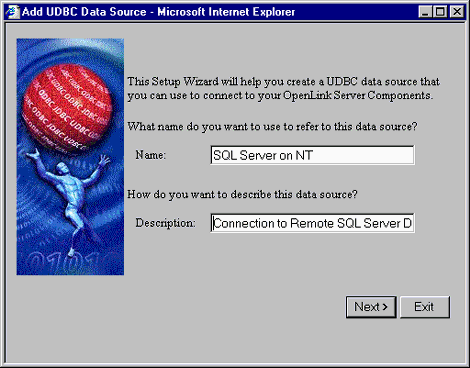 Add UDBC Data Source - Microsoft Internet Explorer
This Setup Wizard will help you create a UDBC data source that
you can use to connect to your OpenLink Server Components.
What name do you want to use to refer to this data source?
Name: SQL Server on NT
How do you want to describe this data source?
Description: Connection to Remote SQL Server D
Next > Exit